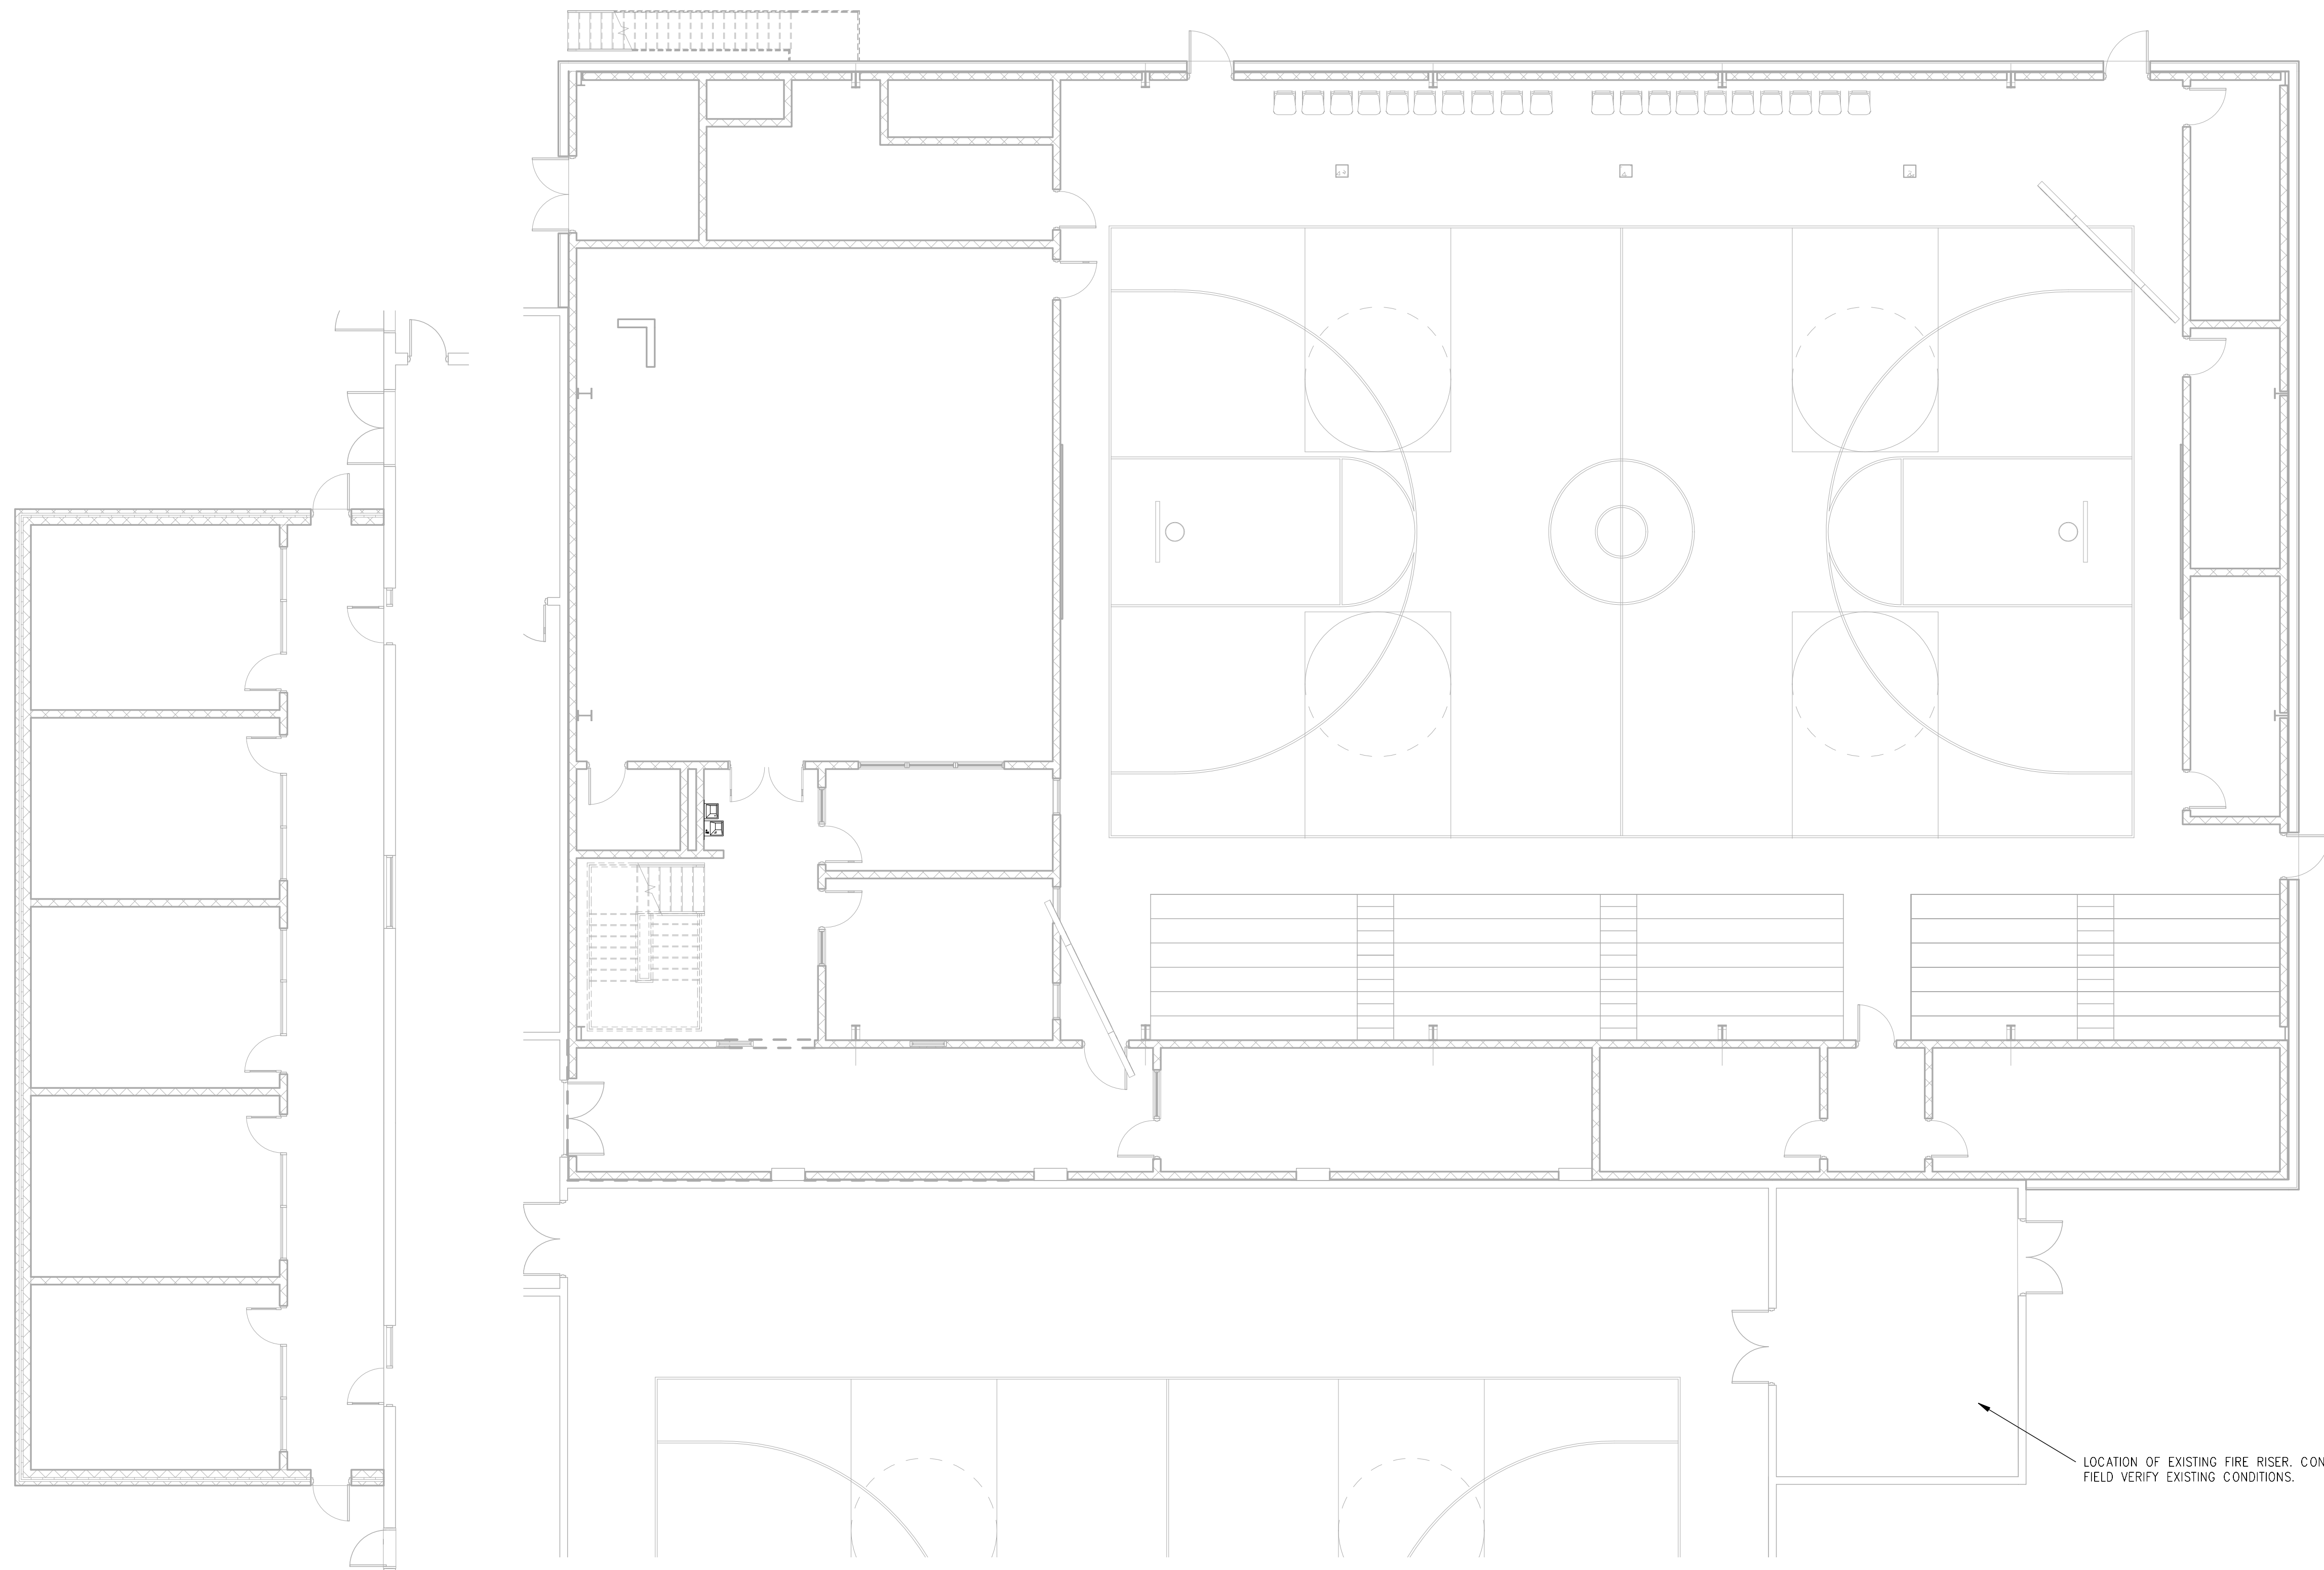 LOCATION OF EXISTING FIRE RISER. CON
FIELD VERIFY EXISTING CONDITIONS.